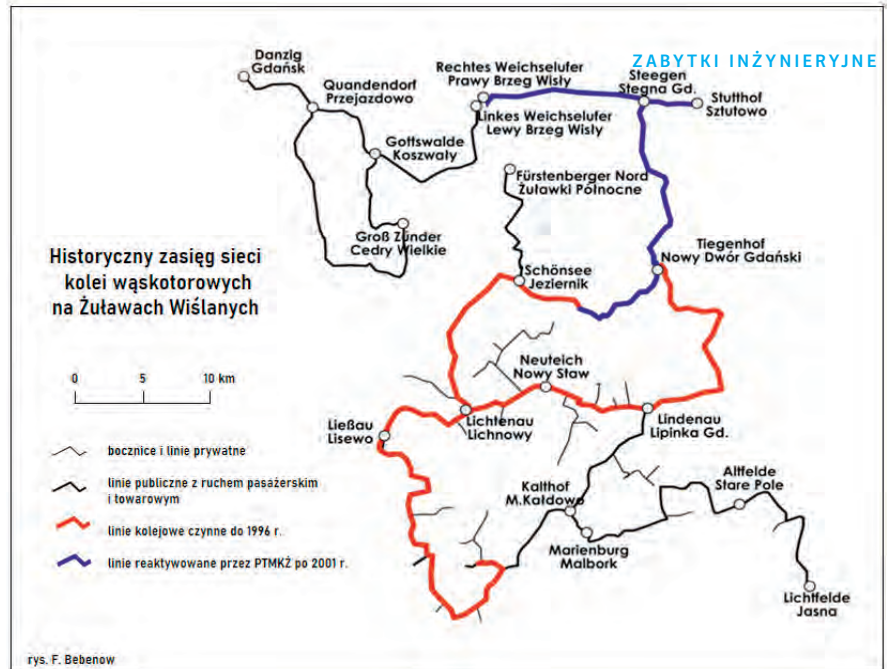 ZABYTKI INŻYNIERYJNE
Danzig
Gdańsk
Quandendorf
Przejazdowo
Rechtes Weichselufer
Prawy Brzeg Wisły
Steegen
Stegna Gd.
Stutthof
Sztutowo
Linkes Weichselufer
Lewy Brzeg Wisły
Gottswalde
Koszwały
Fürstenberger Nord
Żuławki Północne
Groß Zünder
Cedry Wielkie
Tiegenhof
Nowy Dwór Gdański
Historyczny zasięg sieci
kolei wąskotorowych
na Żuławach Wiślanych
Schönsee
Jeziernik
0 5 10 km
Neuteich
Nowy Staw
Ließau
Lisewo
Lichtenau
Lichnowy
Lindenau
Lipinka Gd.
bocznice i linie prywatne
linie publiczne z ruchem pasażerskim
i towarowym
linie kolejowe czynne do 1996 r.
linie reaktywowane przez PTMKŻ po 2001 r.
Kalthof
M.Kałdowo
Altfelde
Stare Pole
Marienburg
Malbork
Lichtfelde
Jasna
rys. F. Bebenow